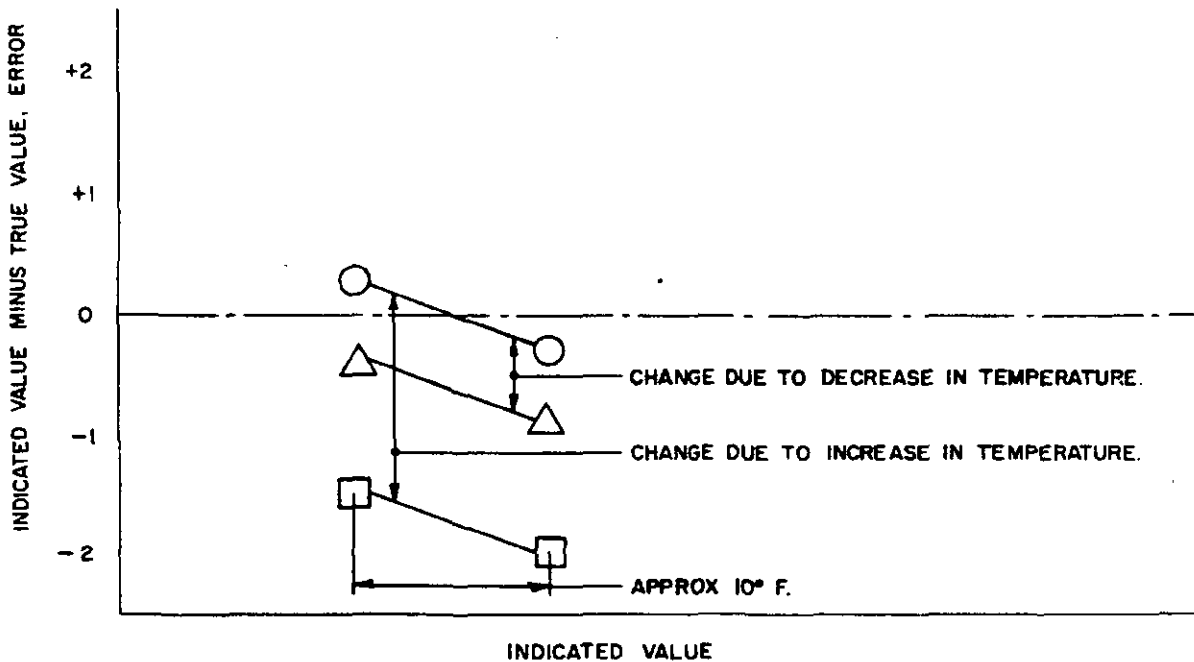 INDICATED VALUE MINUS TRUE VALUE, ERROR
+2
+1
0
-1
-2
CHANGE DUE TO DECREASE IN TEMPERATURE.
CHANGE DUE TO INCREASE IN TEMPERATURE.
APPROX 10° F.
INDICATED VALUE